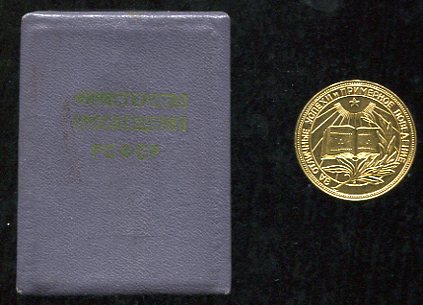 МИНИСТЕРСТВО
ПРОСВЕЩЕНИЯ
РСФСР
ЗА ОТЛИЧНЫЕ УСПЕХИ И ПРИМЕРНОЕ ПОВЕДЕНИЕ